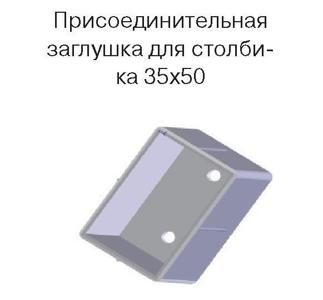 Присоединительная
заглушка для столби-
ка 35х50